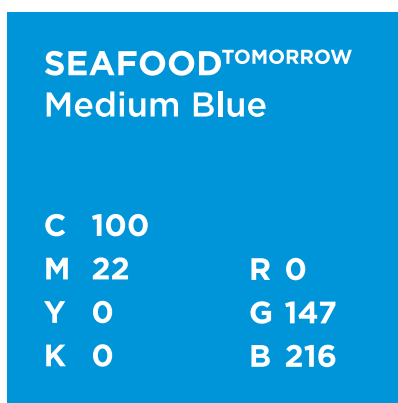 SEAFOODTOMORROW
Medium Blue
C 100
M 22 R 0
Y 0 G 147
K 0 B 216